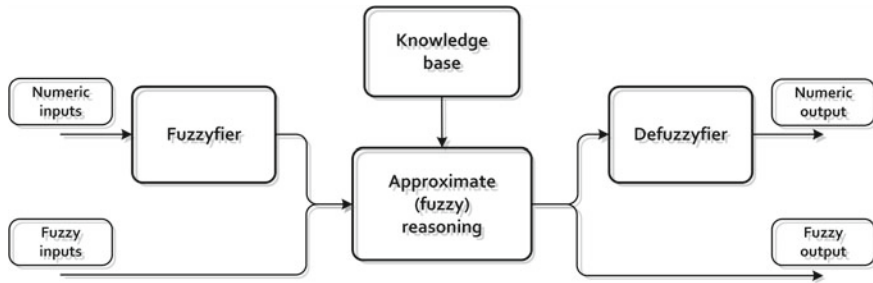 Knowledge
base
Numeric
inputs
Fuzzyfier
Defuzzyfier
Numeric
output
Approximate
(fuzzy)
reasoning
Fuzzy
inputs
Fuzzy
output